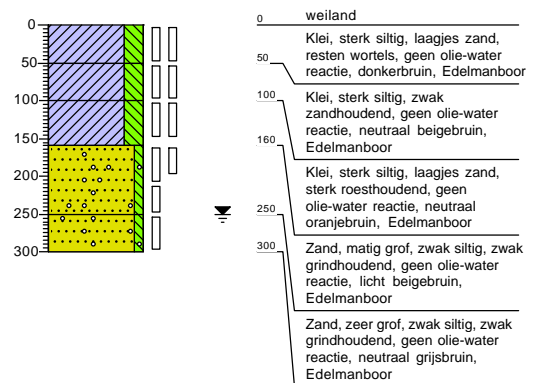 0
50
100
150
200
250
300
0
weiland
Klei, sterk siltig, laagjes zand,
resten wortels, geen olie-water
reactie, donkerbruin, Edelmanboor
50
Klei, sterk siltig, zwak
zandhoudend, geen olie-water
reactie, neutraal beigebruin,
Edelmanboor
100
Klei, sterk siltig, laagjes zand,
sterk roesthoudend, geen
olie-water reactie, neutraal
oranjebruin, Edelmanboor
160
Zand, matig grof, zwak siltig, zwak
grindhoudend, geen olie-water
reactie, licht beigebruin,
Edelmanboor
250
Zand, zeer grof, zwak siltig, zwak
grindhoudend, geen olie-water
reactie, neutraal grijsbruin,
Edelmanboor
300